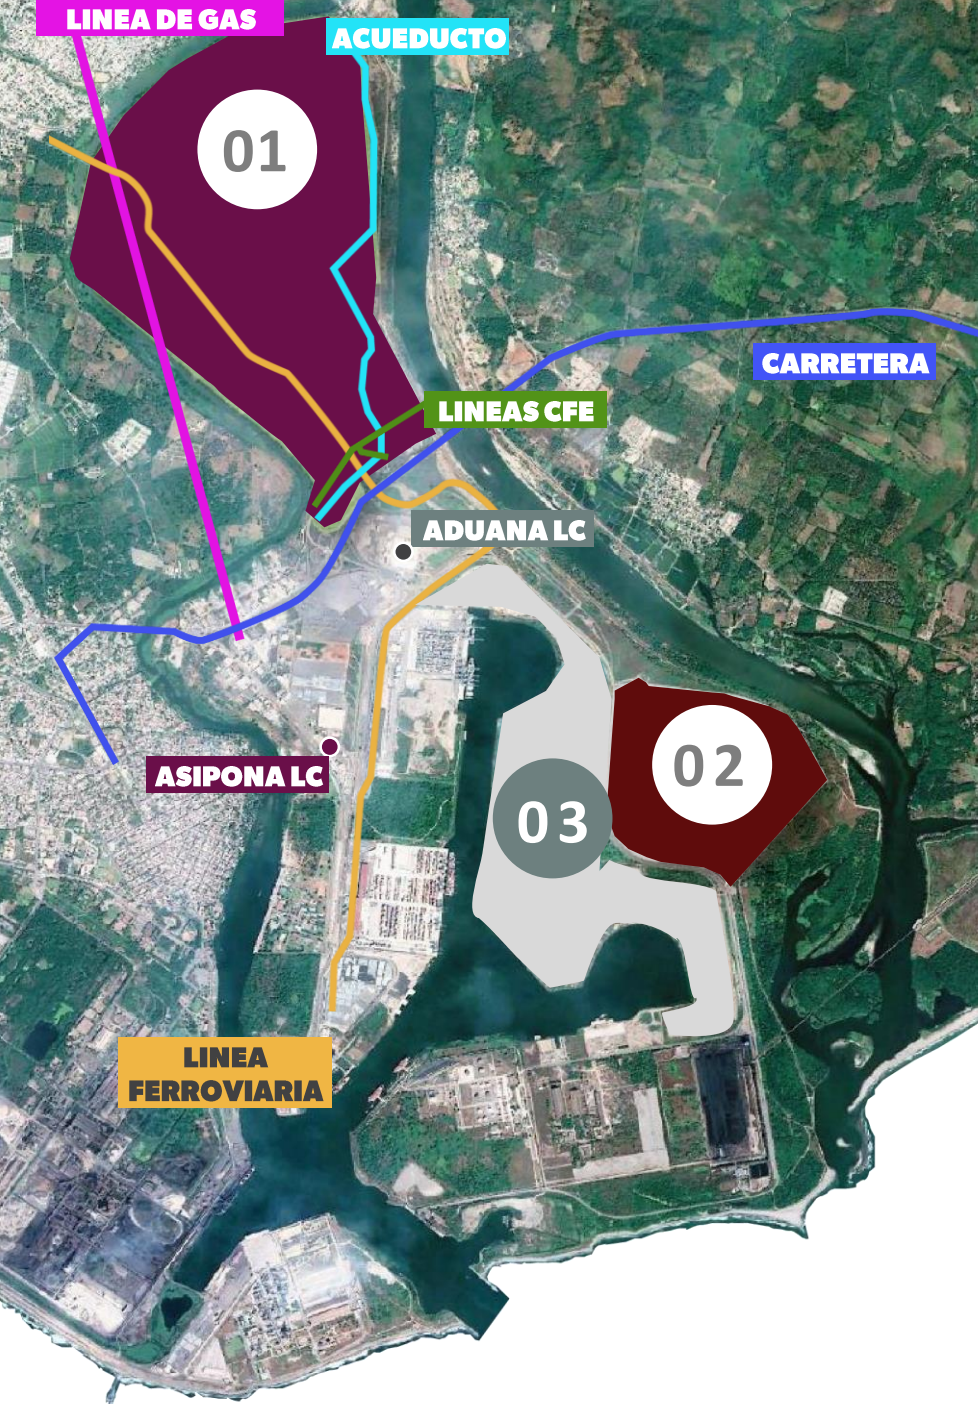 LINEA DE GAS
ACUEDUCTO
01
CARRETERA
LINEAS CFE
ADUANA LC
02
03
ASIPONA LC
LINEA
FERROVIARIA